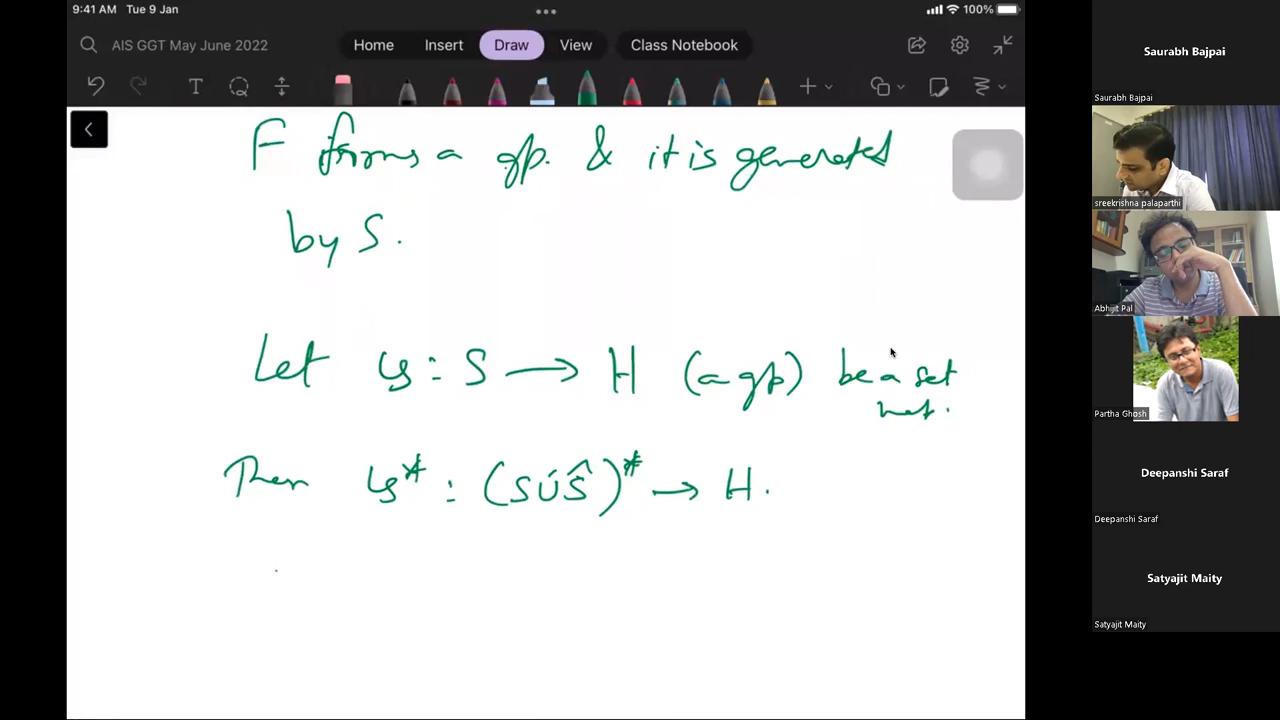 9:41 AM Tue 9 Jan
100%
AIS GGT May June 2022
Home Insert Draw View Class Notebook
F forms a gp. & it is generated
by S.
Let φ : S → H (a gp) be a set
Then φ* : (S ∪̇ Ŝ)* → H.
Saurabh Bajpai
Saurabh Bajpai
sreekrishna palaparthi
Abhijit Pal
Partha Ghosh
Deepanshi Saraf
Deepanshi Saraf
Satyajit Maity
Satyajit Maity